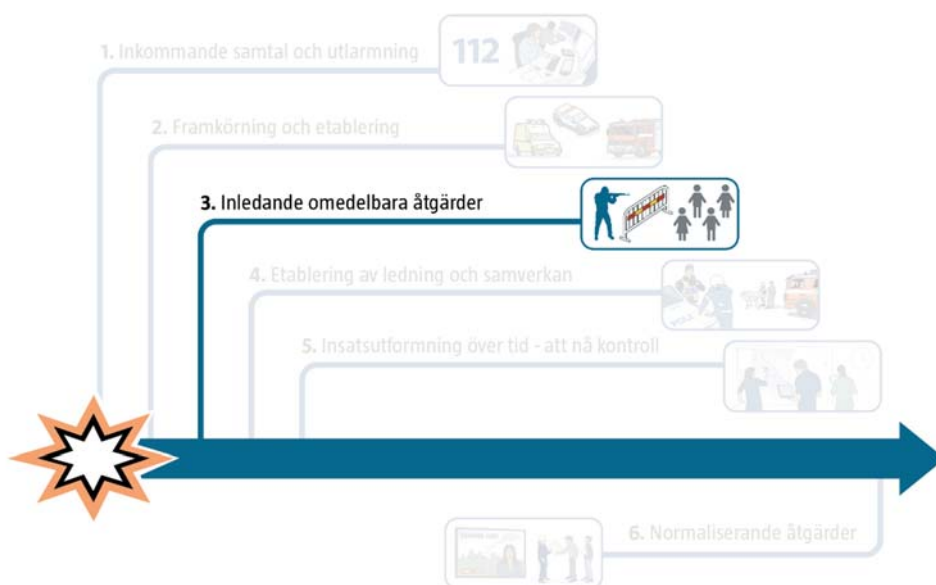 1. Inkommande samtal och utlarmning
112
2. Framkörning och etablering
3. Inledande omedelbara åtgärder
4. Etablering av ledning och samverkan
5. Insatsutformning över tid - att nå kontroll
6. Normaliserande åtgärder